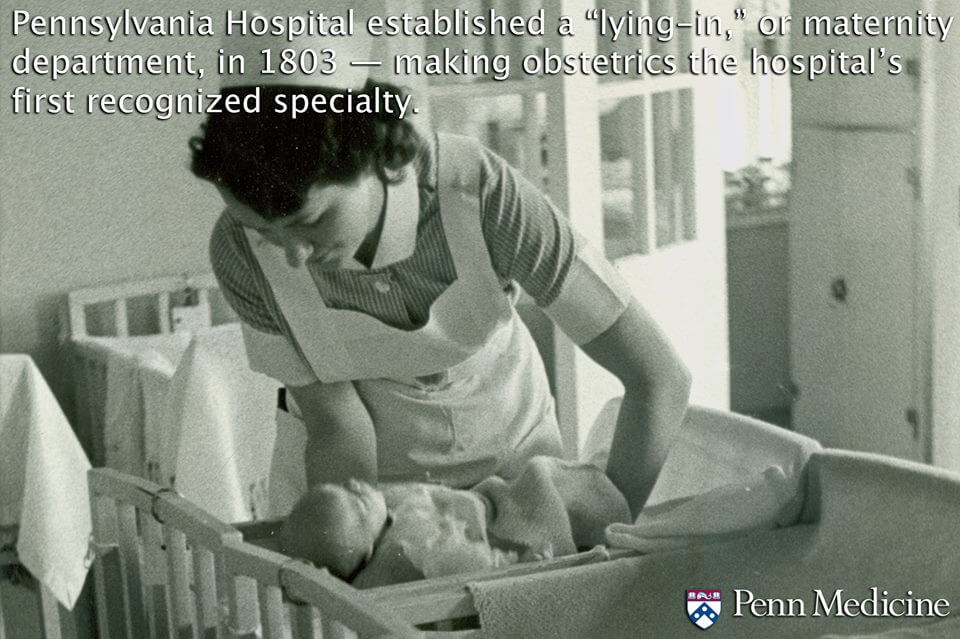 Pennsylvania Hospital established a “lying-in,” or maternity
department, in 1803 — making obstetrics the hospital’s
first recognized specialty.
Penn Medicine